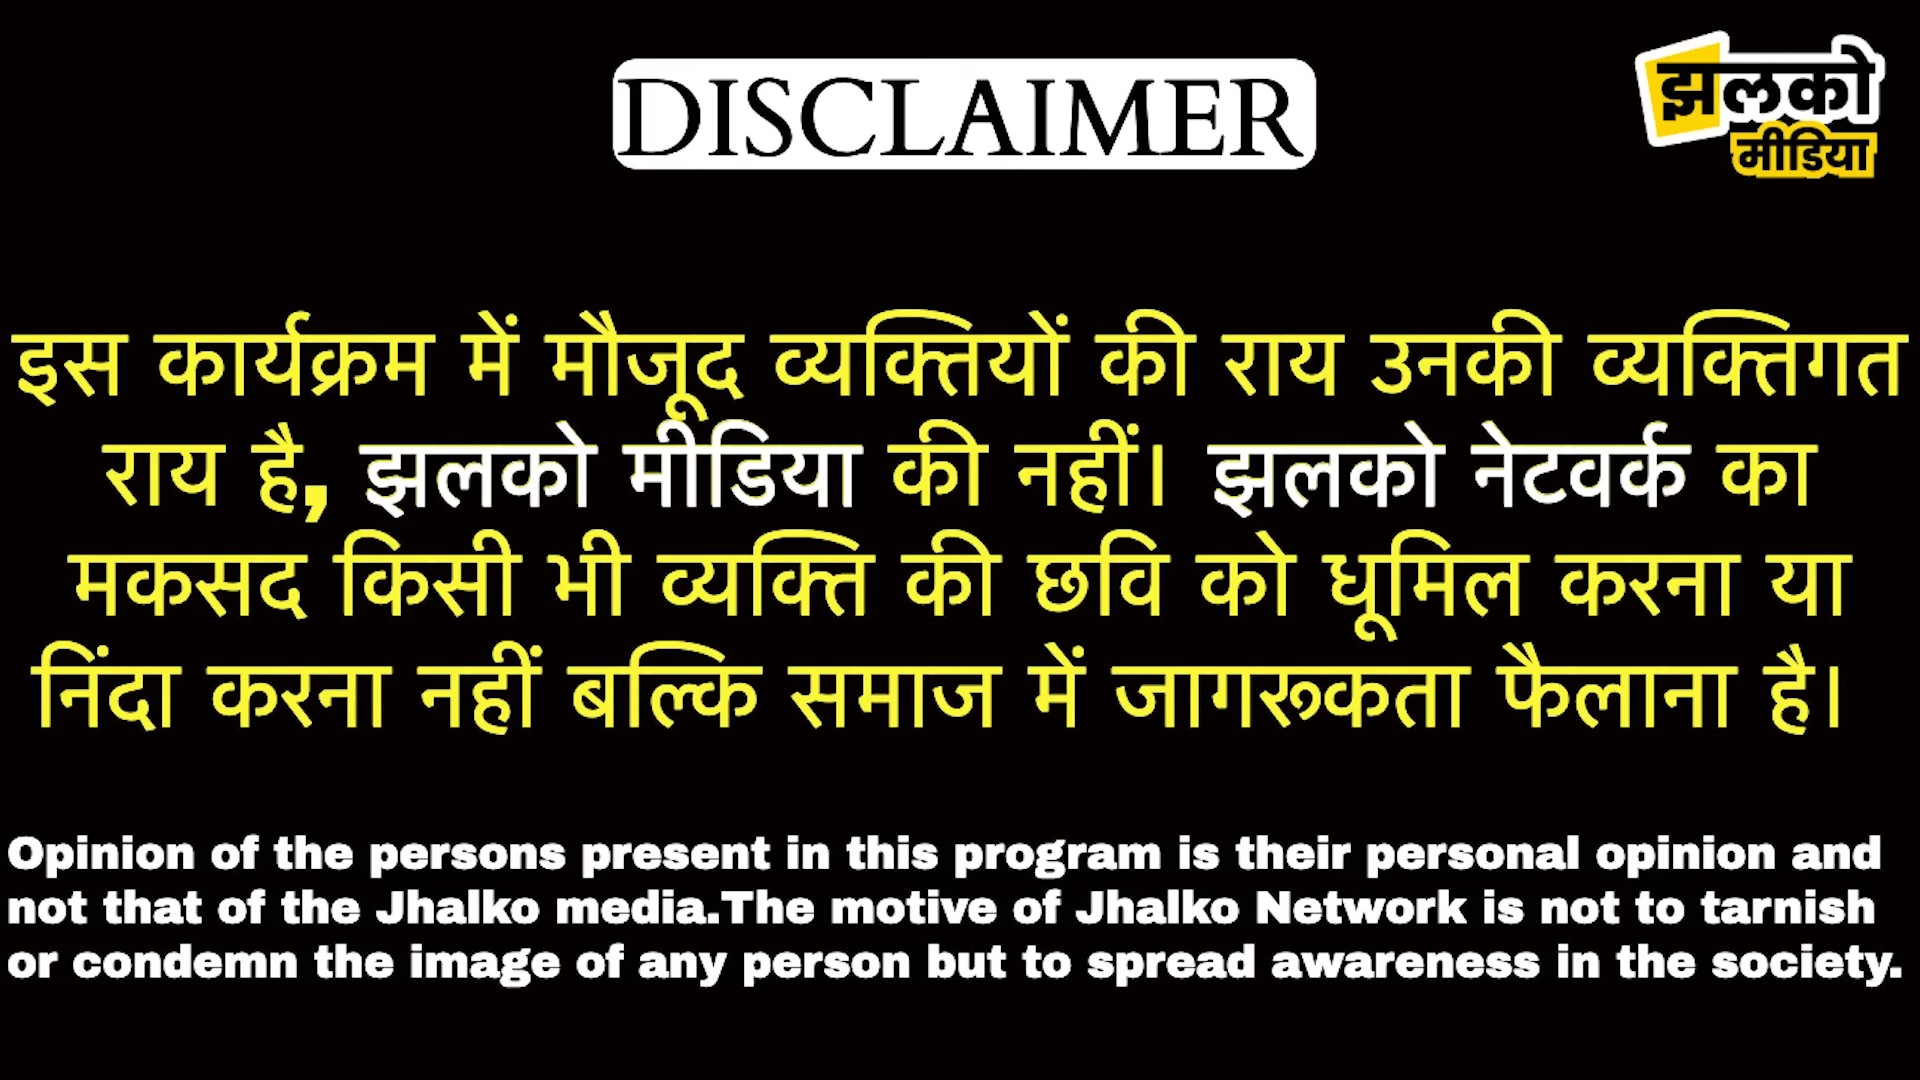 DISCLAIMER
झलको
मीडिया
इस कार्यक्रम में मौजूद व्यक्तियों की राय उनकी व्यक्तिगत
राय है, झलको मीडिया की नहीं। झलको नेटवर्क का
मकसद किसी भी व्यक्ति की छवि को धूमिल करना या
निंदा करना नहीं बल्कि समाज में जागरूकता फैलाना है।
Opinion of the persons present in this program is their personal opinion and
not that of the Jhalko media.The motive of Jhalko Network is not to tarnish
or condemn the image of any person but to spread awareness in the society.